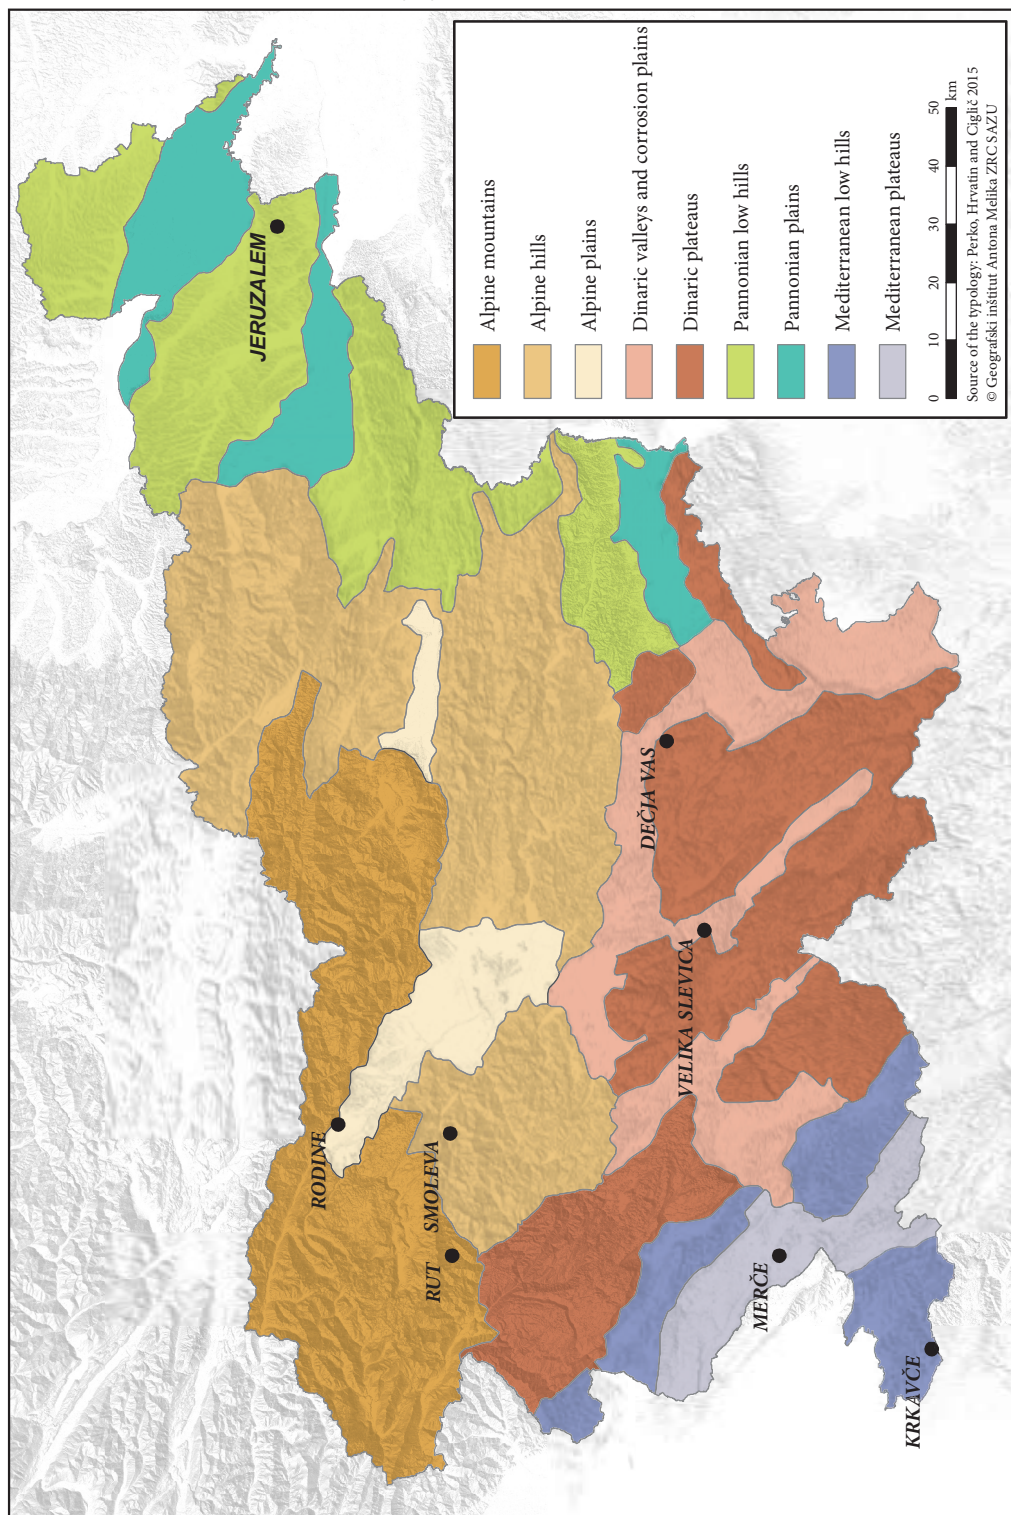 JERUZALEM
RODINE
SMOLEVA
RUT
DEČJA VAS
VELIKA SLEVICA
MERČE
KRKAVČE
Alpine mountains
Alpine hills
Alpine plains
Dinaric valleys and corrosion plains
Dinaric plateaus
Pannonian low hills
Pannonian plains
Mediterranean low hills
Mediterranean plateaus
0 10 20 30 40 50
km
Source of the typology: Perko, Hrvatin and Ciglič 2015
© Geografski inštitut Antona Melika ZRC SAZU